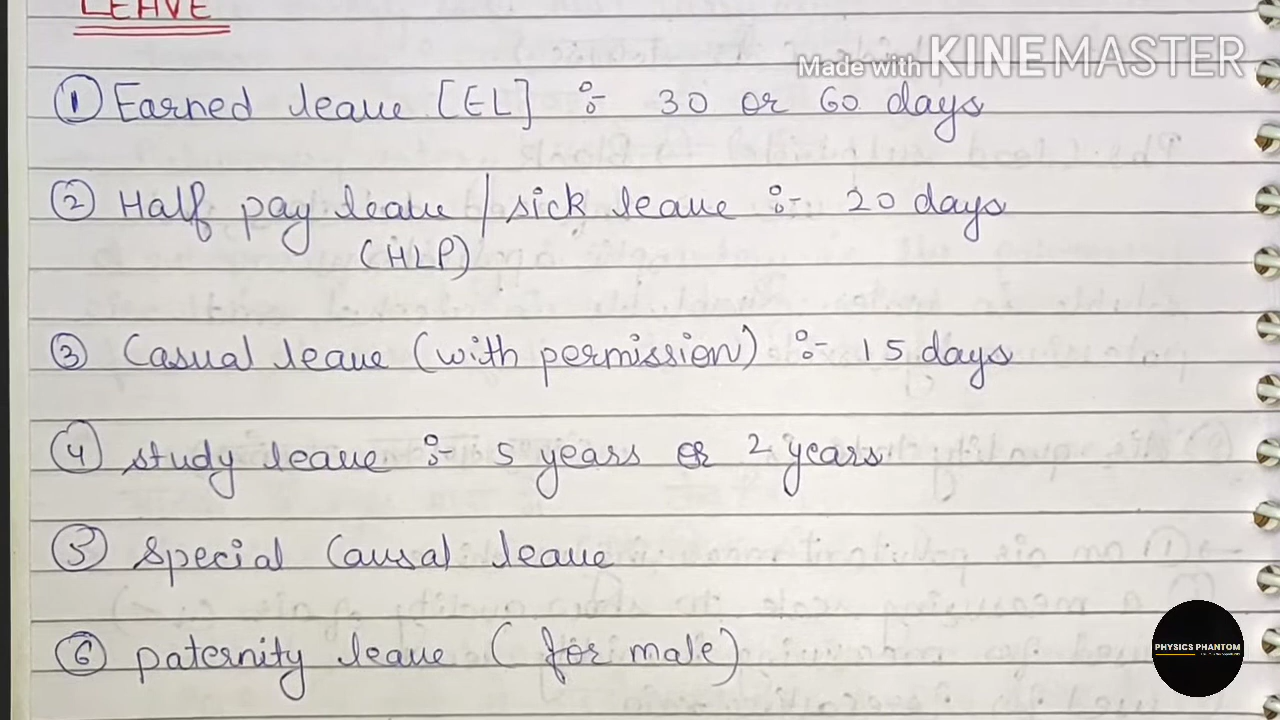 LEAVE
Made with KINEMASTER
① Earned leave [EL] :- 30 or 60 days
② Half pay leave / sick leave :- 20 days
(HLP)
③ Casual leave (with permission) :- 15 days
④ study leave :- 5 years or 2 years
⑤ special Causal leave
⑥ paternity leave ( for male)
PHYSICS PHANTOM